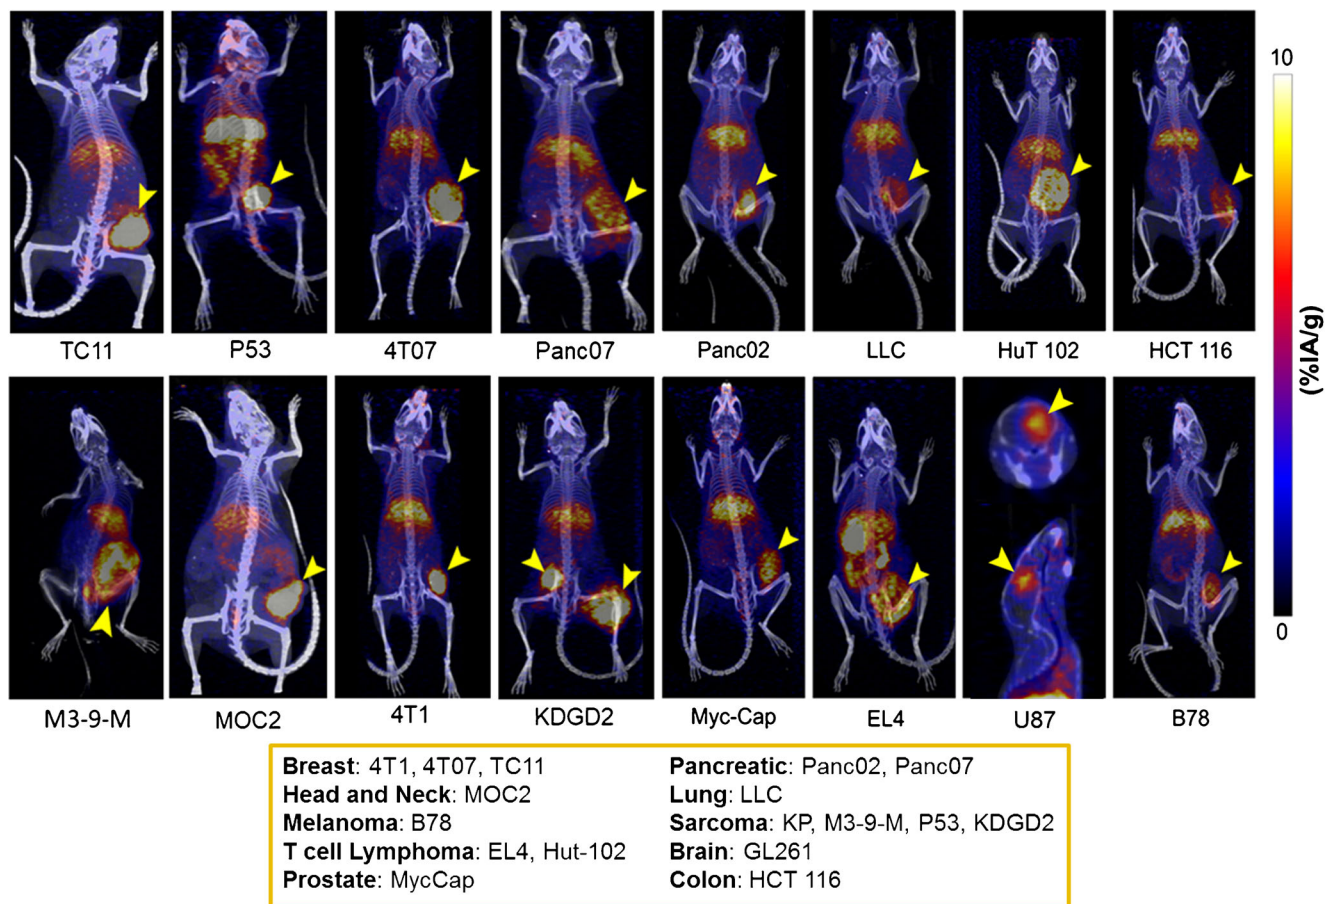 10
TC11
P53
4T07
Panc07
Panc02
LLC
HuT 102
HCT 116
(%IA/g)
0
M3-9-M
MOC2
4T1
KDGD2
Myc-Cap
EL4
U87
B78
Breast: 4T1, 4T07, TC11
Head and Neck: MOC2
Melanoma: B78
T cell Lymphoma: EL4, Hut-102
Prostate: MycCap
Pancreatic: Panc02, Panc07
Lung: LLC
Sarcoma: KP, M3-9-M, P53, KDGD2
Brain: GL261
Colon: HCT 116